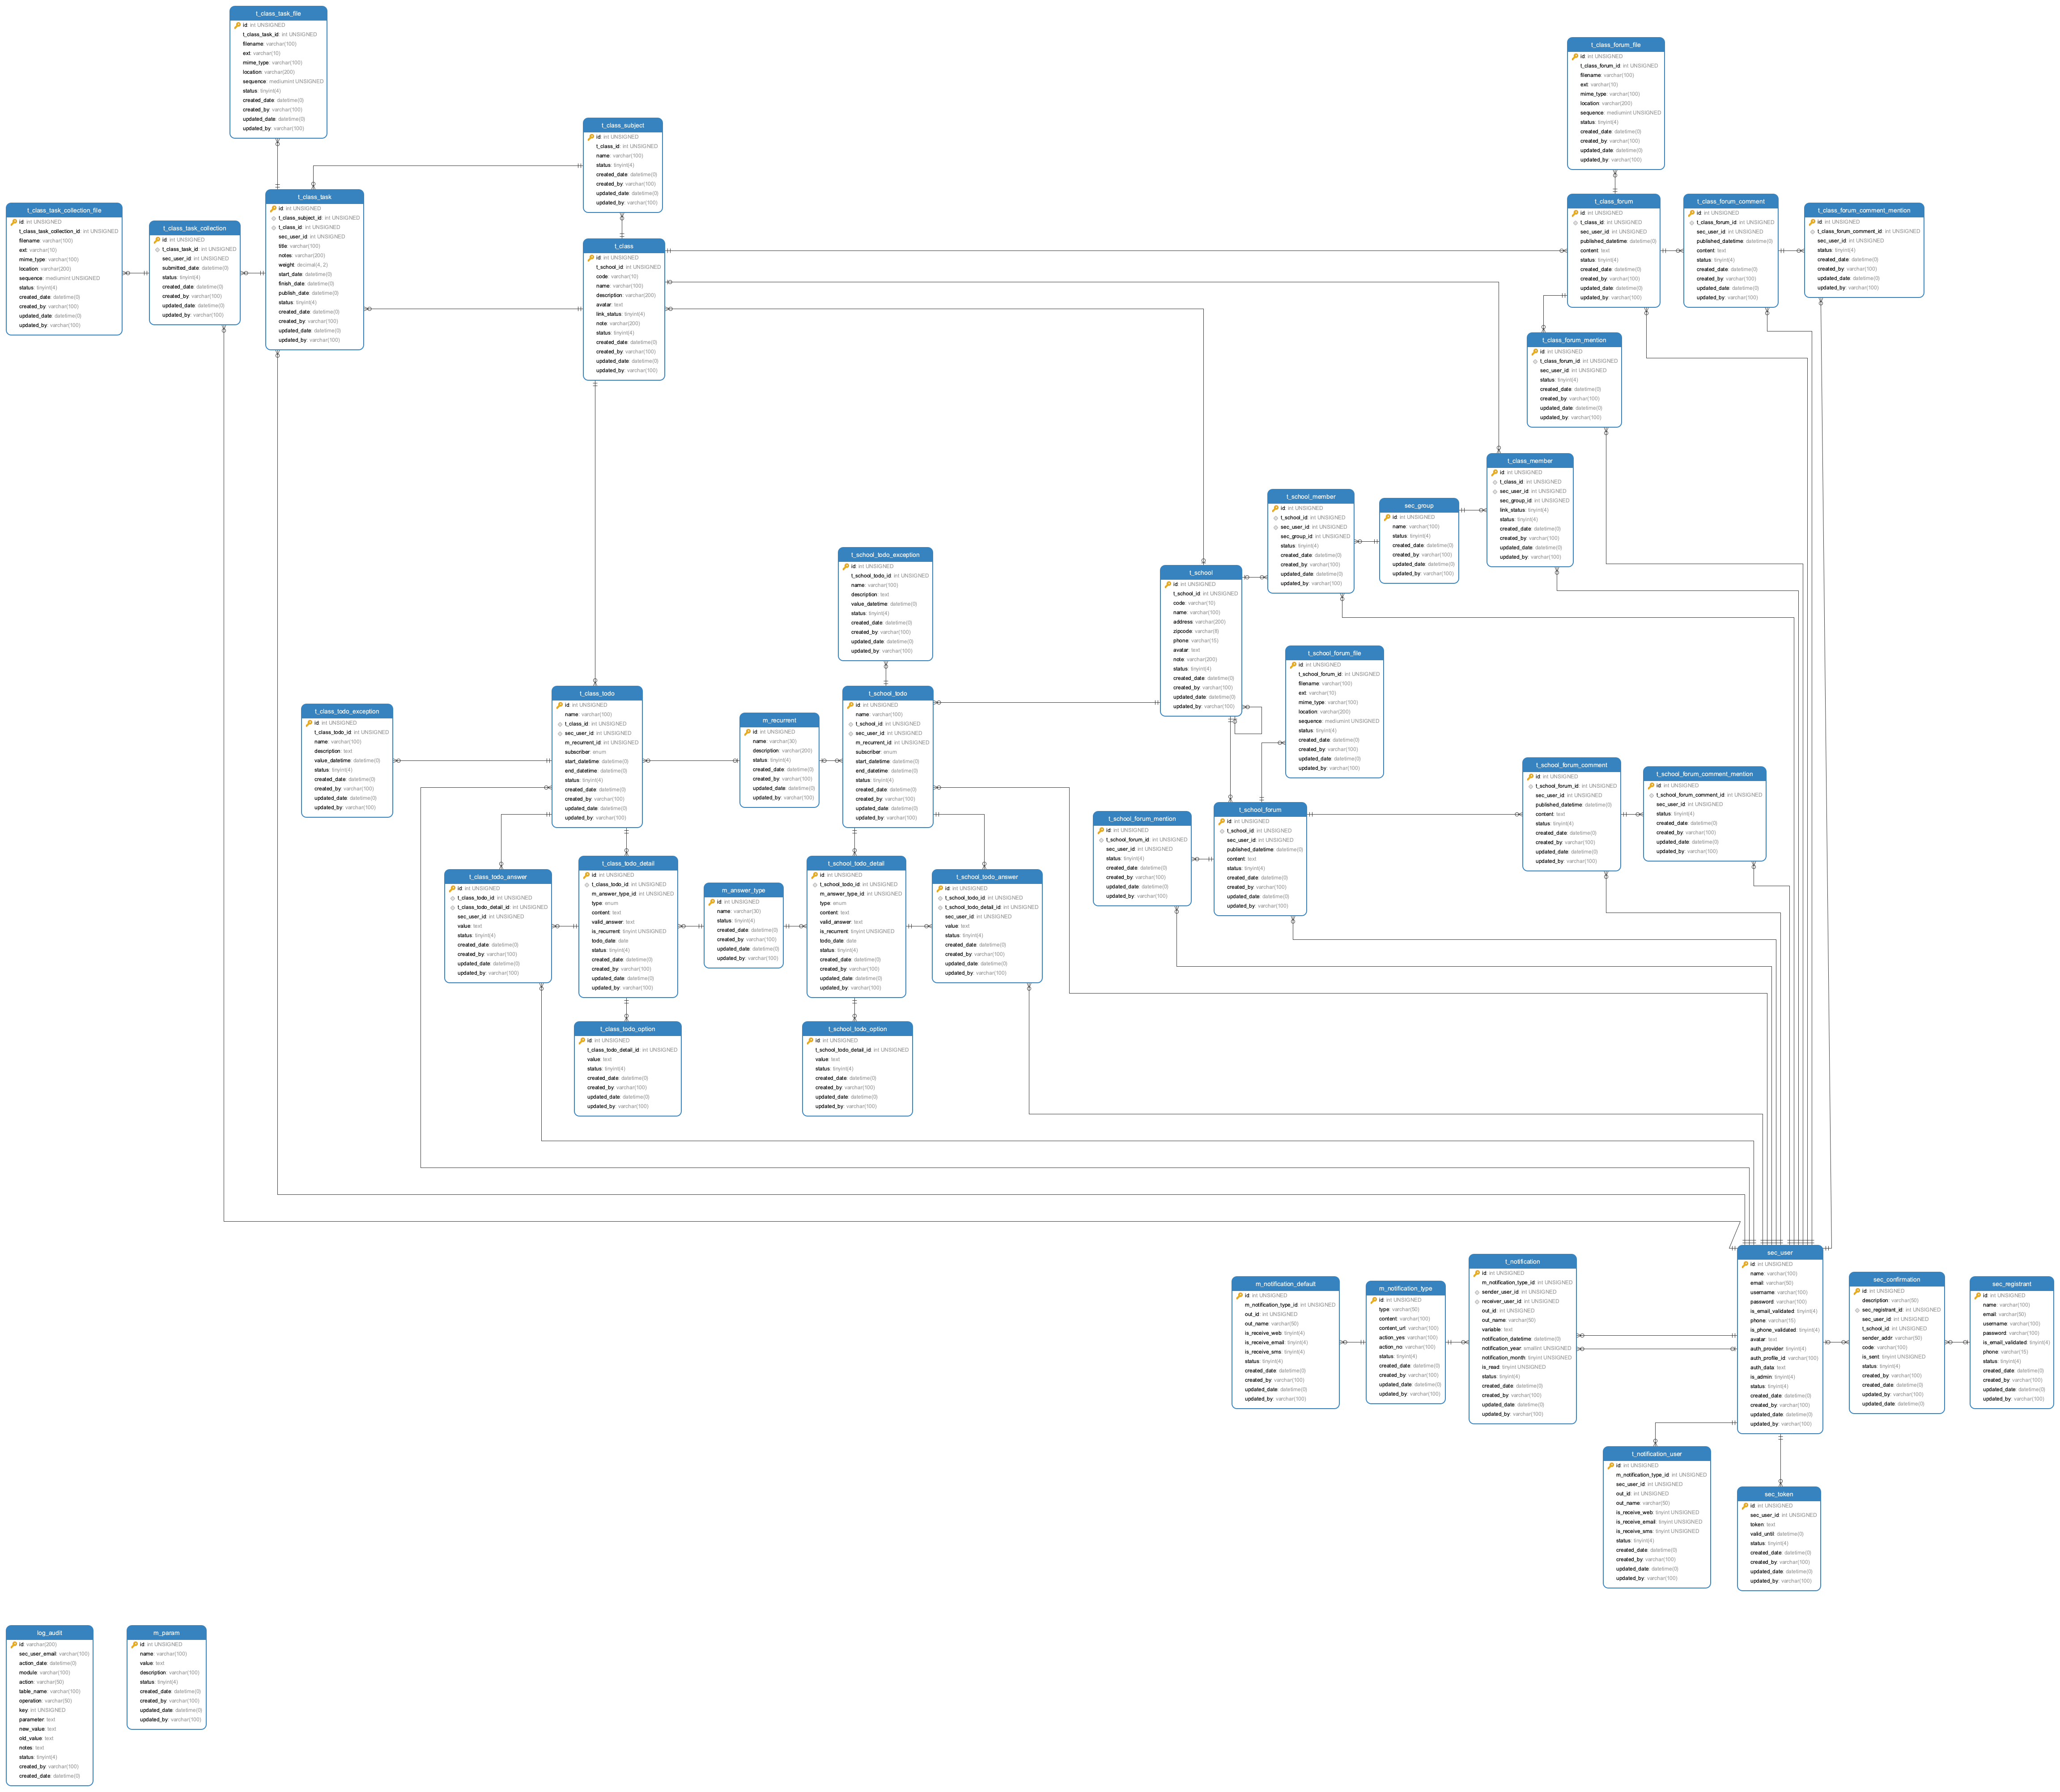 t_class_task_file
id: int UNSIGNED
t_class_task_id: int UNSIGNED
filename: varchar(100)
ext: varchar(10)
mime_type: varchar(100)
location: varchar(200)
sequence: mediumint UNSIGNED
status: tinyint(4)
created_date: datetime(0)
created_by: varchar(100)
updated_date: datetime(0)
updated_by: varchar(100)
t_class_forum_file
id: int UNSIGNED
t_class_forum_id: int UNSIGNED
filename: varchar(100)
ext: varchar(10)
mime_type: varchar(100)
location: varchar(200)
sequence: mediumint UNSIGNED
status: tinyint(4)
created_date: datetime(0)
created_by: varchar(100)
updated_date: datetime(0)
updated_by: varchar(100)
t_class_subject
id: int UNSIGNED
t_class_id: int UNSIGNED
name: varchar(100)
status: tinyint(4)
created_date: datetime(0)
created_by: varchar(100)
updated_date: datetime(0)
updated_by: varchar(100)
t_class_task_collection_file
id: int UNSIGNED
t_class_task_collection_id: int UNSIGNED
filename: varchar(100)
ext: varchar(10)
mime_type: varchar(100)
location: varchar(200)
sequence: mediumint UNSIGNED
status: tinyint(4)
created_date: datetime(0)
created_by: varchar(100)
updated_date: datetime(0)
updated_by: varchar(100)
t_class_task_collection
id: int UNSIGNED
t_class_task_id: int UNSIGNED
sec_user_id: int UNSIGNED
submitted_date: datetime(0)
status: tinyint(4)
created_date: datetime(0)
created_by: varchar(100)
updated_date: datetime(0)
updated_by: varchar(100)
t_class_task
id: int UNSIGNED
t_class_subject_id: int UNSIGNED
t_class_id: int UNSIGNED
sec_user_id: int UNSIGNED
title: varchar(100)
notes: varchar(200)
weight: decimal(4, 2)
start_date: datetime(0)
finish_date: datetime(0)
publish_date: datetime(0)
status: tinyint(4)
created_date: datetime(0)
created_by: varchar(100)
updated_date: datetime(0)
updated_by: varchar(100)
t_class
id: int UNSIGNED
t_school_id: int UNSIGNED
code: varchar(10)
name: varchar(100)
description: varchar(200)
avatar: text
link_status: tinyint(4)
note: varchar(200)
status: tinyint(4)
created_date: datetime(0)
created_by: varchar(100)
updated_date: datetime(0)
updated_by: varchar(100)
t_class_forum
id: int UNSIGNED
t_class_id: int UNSIGNED
sec_user_id: int UNSIGNED
published_datetime: datetime(0)
content: text
status: tinyint(4)
created_date: datetime(0)
created_by: varchar(100)
updated_date: datetime(0)
updated_by: varchar(100)
t_class_forum_comment
id: int UNSIGNED
t_class_forum_id: int UNSIGNED
sec_user_id: int UNSIGNED
published_datetime: datetime(0)
content: text
status: tinyint(4)
created_date: datetime(0)
created_by: varchar(100)
updated_date: datetime(0)
updated_by: varchar(100)
t_class_forum_comment_mention
id: int UNSIGNED
t_class_forum_comment_id: int UNSIGNED
sec_user_id: int UNSIGNED
status: tinyint(4)
created_date: datetime(0)
created_by: varchar(100)
updated_date: datetime(0)
updated_by: varchar(100)
t_class_forum_mention
id: int UNSIGNED
t_class_forum_id: int UNSIGNED
sec_user_id: int UNSIGNED
status: tinyint(4)
created_date: datetime(0)
created_by: varchar(100)
updated_date: datetime(0)
updated_by: varchar(100)
t_class_member
id: int UNSIGNED
t_class_id: int UNSIGNED
sec_user_id: int UNSIGNED
sec_group_id: int UNSIGNED
link_status: tinyint(4)
status: tinyint(4)
created_date: datetime(0)
created_by: varchar(100)
updated_date: datetime(0)
updated_by: varchar(100)
t_school_member
id: int UNSIGNED
t_school_id: int UNSIGNED
sec_user_id: int UNSIGNED
sec_group_id: int UNSIGNED
status: tinyint(4)
created_date: datetime(0)
created_by: varchar(100)
updated_date: datetime(0)
updated_by: varchar(100)
sec_group
id: int UNSIGNED
name: varchar(100)
status: tinyint(4)
created_date: datetime(0)
created_by: varchar(100)
updated_date: datetime(0)
updated_by: varchar(100)
t_school_todo_exception
id: int UNSIGNED
t_school_todo_id: int UNSIGNED
name: varchar(100)
description: text
value_datetime: datetime(0)
status: tinyint(4)
created_date: datetime(0)
created_by: varchar(100)
updated_date: datetime(0)
updated_by: varchar(100)
t_school
id: int UNSIGNED
t_school_id: int UNSIGNED
code: varchar(10)
name: varchar(100)
address: varchar(200)
zipcode: varchar(8)
phone: varchar(15)
avatar: text
note: varchar(200)
status: tinyint(4)
created_date: datetime(0)
created_by: varchar(100)
updated_date: datetime(0)
updated_by: varchar(100)
t_school_forum_file
id: int UNSIGNED
t_school_forum_id: int UNSIGNED
filename: varchar(100)
ext: varchar(10)
mime_type: varchar(100)
location: varchar(200)
sequence: mediumint UNSIGNED
status: tinyint(4)
created_date: datetime(0)
created_by: varchar(100)
updated_date: datetime(0)
updated_by: varchar(100)
t_class_todo_exception
id: int UNSIGNED
t_class_todo_id: int UNSIGNED
name: varchar(100)
description: text
value_datetime: datetime(0)
status: tinyint(4)
created_date: datetime(0)
created_by: varchar(100)
updated_date: datetime(0)
updated_by: varchar(100)
t_class_todo
id: int UNSIGNED
name: varchar(100)
t_class_id: int UNSIGNED
sec_user_id: int UNSIGNED
m_recurrent_id: int UNSIGNED
subscriber: enum
start_datetime: datetime(0)
end_datetime: datetime(0)
status: tinyint(4)
created_date: datetime(0)
created_by: varchar(100)
updated_date: datetime(0)
updated_by: varchar(100)
m_recurrent
id: int UNSIGNED
name: varchar(30)
description: varchar(200)
status: tinyint(4)
created_date: datetime(0)
created_by: varchar(100)
updated_date: datetime(0)
updated_by: varchar(100)
t_school_todo
id: int UNSIGNED
name: varchar(100)
t_school_id: int UNSIGNED
sec_user_id: int UNSIGNED
m_recurrent_id: int UNSIGNED
subscriber: enum
start_datetime: datetime(0)
end_datetime: datetime(0)
status: tinyint(4)
created_date: datetime(0)
created_by: varchar(100)
updated_date: datetime(0)
updated_by: varchar(100)
t_school_forum_comment
id: int UNSIGNED
t_school_forum_id: int UNSIGNED
sec_user_id: int UNSIGNED
published_datetime: datetime(0)
content: text
status: tinyint(4)
created_date: datetime(0)
created_by: varchar(100)
updated_date: datetime(0)
updated_by: varchar(100)
t_school_forum_comment_mention
id: int UNSIGNED
t_school_forum_comment_id: int UNSIGNED
sec_user_id: int UNSIGNED
status: tinyint(4)
created_date: datetime(0)
created_by: varchar(100)
updated_date: datetime(0)
updated_by: varchar(100)
t_school_forum_mention
id: int UNSIGNED
t_school_forum_id: int UNSIGNED
sec_user_id: int UNSIGNED
status: tinyint(4)
created_date: datetime(0)
created_by: varchar(100)
updated_date: datetime(0)
updated_by: varchar(100)
t_school_forum
id: int UNSIGNED
t_school_id: int UNSIGNED
sec_user_id: int UNSIGNED
published_datetime: datetime(0)
content: text
status: tinyint(4)
created_date: datetime(0)
created_by: varchar(100)
updated_date: datetime(0)
updated_by: varchar(100)
t_class_todo_answer
id: int UNSIGNED
t_class_todo_id: int UNSIGNED
t_class_todo_detail_id: int UNSIGNED
sec_user_id: int UNSIGNED
value: text
status: tinyint(4)
created_date: datetime(0)
created_by: varchar(100)
updated_date: datetime(0)
updated_by: varchar(100)
t_class_todo_detail
id: int UNSIGNED
t_class_todo_id: int UNSIGNED
m_answer_type_id: int UNSIGNED
type: enum
content: text
valid_answer: text
is_recurrent: tinyint UNSIGNED
todo_date: date
status: tinyint(4)
created_date: datetime(0)
created_by: varchar(100)
updated_date: datetime(0)
updated_by: varchar(100)
m_answer_type
id: int UNSIGNED
name: varchar(30)
status: tinyint(4)
created_date: datetime(0)
created_by: varchar(100)
updated_date: datetime(0)
updated_by: varchar(100)
t_school_todo_detail
id: int UNSIGNED
t_school_todo_id: int UNSIGNED
m_answer_type_id: int UNSIGNED
type: enum
content: text
valid_answer: text
is_recurrent: tinyint UNSIGNED
todo_date: date
status: tinyint(4)
created_date: datetime(0)
created_by: varchar(100)
updated_date: datetime(0)
updated_by: varchar(100)
t_school_todo_answer
id: int UNSIGNED
t_school_todo_id: int UNSIGNED
t_school_todo_detail_id: int UNSIGNED
sec_user_id: int UNSIGNED
value: text
status: tinyint(4)
created_date: datetime(0)
created_by: varchar(100)
updated_date: datetime(0)
updated_by: varchar(100)
t_class_todo_option
id: int UNSIGNED
t_class_todo_detail_id: int UNSIGNED
value: text
status: tinyint(4)
created_date: datetime(0)
created_by: varchar(100)
updated_date: datetime(0)
updated_by: varchar(100)
t_school_todo_option
id: int UNSIGNED
t_school_todo_detail_id: int UNSIGNED
value: text
status: tinyint(4)
created_date: datetime(0)
created_by: varchar(100)
updated_date: datetime(0)
updated_by: varchar(100)
m_notification_default
id: int UNSIGNED
m_notification_type_id: int UNSIGNED
out_id: int UNSIGNED
out_name: varchar(50)
is_receive_web: tinyint(4)
is_receive_email: tinyint(4)
is_receive_sms: tinyint(4)
status: tinyint(4)
created_date: datetime(0)
created_by: varchar(100)
updated_date: datetime(0)
updated_by: varchar(100)
m_notification_type
id: int UNSIGNED
type: varchar(50)
content: varchar(100)
content_url: varchar(100)
action_yes: varchar(100)
action_no: varchar(100)
status: tinyint(4)
created_date: datetime(0)
created_by: varchar(100)
updated_date: datetime(0)
updated_by: varchar(100)
t_notification
id: int UNSIGNED
m_notification_type_id: int UNSIGNED
sender_user_id: int UNSIGNED
receiver_user_id: int UNSIGNED
out_id: int UNSIGNED
out_name: varchar(50)
variable: text
notification_datetime: datetime(0)
notification_year: smallint UNSIGNED
notification_month: tinyint UNSIGNED
is_read: tinyint UNSIGNED
status: tinyint(4)
created_date: datetime(0)
created_by: varchar(100)
updated_date: datetime(0)
updated_by: varchar(100)
sec_user
id: int UNSIGNED
name: varchar(100)
email: varchar(50)
username: varchar(100)
password: varchar(100)
is_email_validated: tinyint(4)
phone: varchar(15)
is_phone_validated: tinyint(4)
avatar: text
auth_provider: tinyint(4)
auth_profile_id: varchar(100)
auth_data: text
is_admin: tinyint(4)
status: tinyint(4)
created_date: datetime(0)
created_by: varchar(100)
updated_date: datetime(0)
updated_by: varchar(100)
sec_confirmation
id: int UNSIGNED
description: varchar(50)
sec_registrant_id: int UNSIGNED
sec_user_id: int UNSIGNED
t_school_id: int UNSIGNED
sender_addr: varchar(50)
code: varchar(100)
is_sent: tinyint UNSIGNED
status: tinyint(4)
created_by: varchar(100)
created_date: datetime(0)
updated_by: varchar(100)
updated_date: datetime(0)
sec_registrant
id: int UNSIGNED
name: varchar(100)
email: varchar(50)
username: varchar(100)
password: varchar(100)
is_email_validated: tinyint(4)
phone: varchar(15)
status: tinyint(4)
created_date: datetime(0)
created_by: varchar(100)
updated_date: datetime(0)
updated_by: varchar(100)
t_notification_user
id: int UNSIGNED
m_notification_type_id: int UNSIGNED
sec_user_id: int UNSIGNED
out_id: int UNSIGNED
out_name: varchar(50)
is_receive_web: tinyint UNSIGNED
is_receive_email: tinyint UNSIGNED
is_receive_sms: tinyint UNSIGNED
status: tinyint(4)
created_date: datetime(0)
created_by: varchar(100)
updated_date: datetime(0)
updated_by: varchar(100)
sec_token
id: int UNSIGNED
sec_user_id: int UNSIGNED
token: text
valid_until: datetime(0)
status: tinyint(4)
created_date: datetime(0)
created_by: varchar(100)
updated_date: datetime(0)
updated_by: varchar(100)
log_audit
id: varchar(200)
sec_user_email: varchar(100)
action_date: datetime(0)
module: varchar(100)
action: varchar(50)
table_name: varchar(100)
operation: varchar(50)
key: int UNSIGNED
parameter: text
new_value: text
old_value: text
notes: text
status: tinyint(4)
created_by: varchar(100)
created_date: datetime(0)
m_param
id: int UNSIGNED
name: varchar(100)
value: text
description: varchar(100)
status: tinyint(4)
created_date: datetime(0)
created_by: varchar(100)
updated_date: datetime(0)
updated_by: varchar(100)